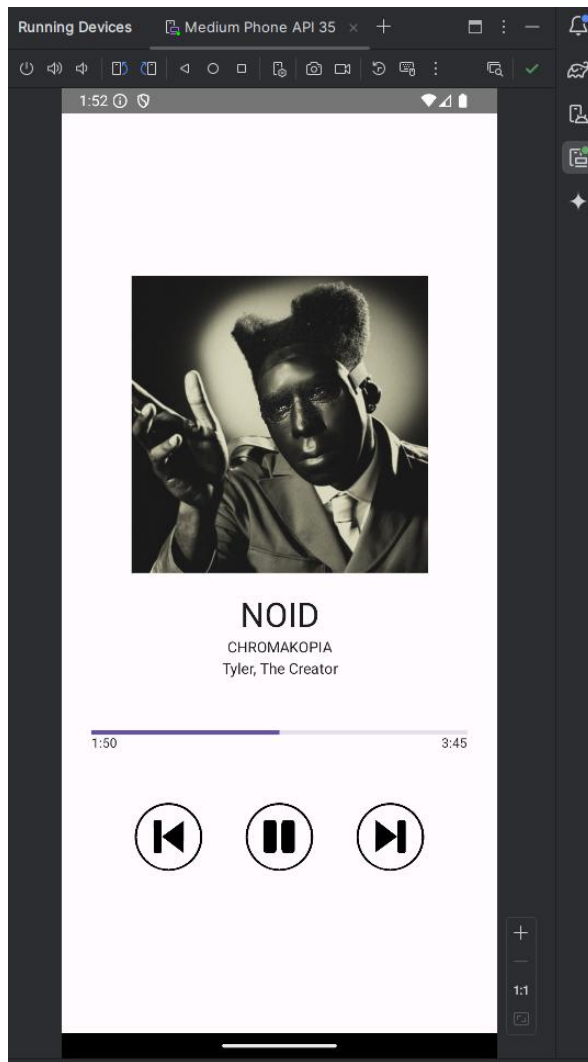 Running Devices
Medium Phone API 35
1:52
NOID
CHROMAKOPIA
Tyler, The Creator
1:50
3:45
1:1